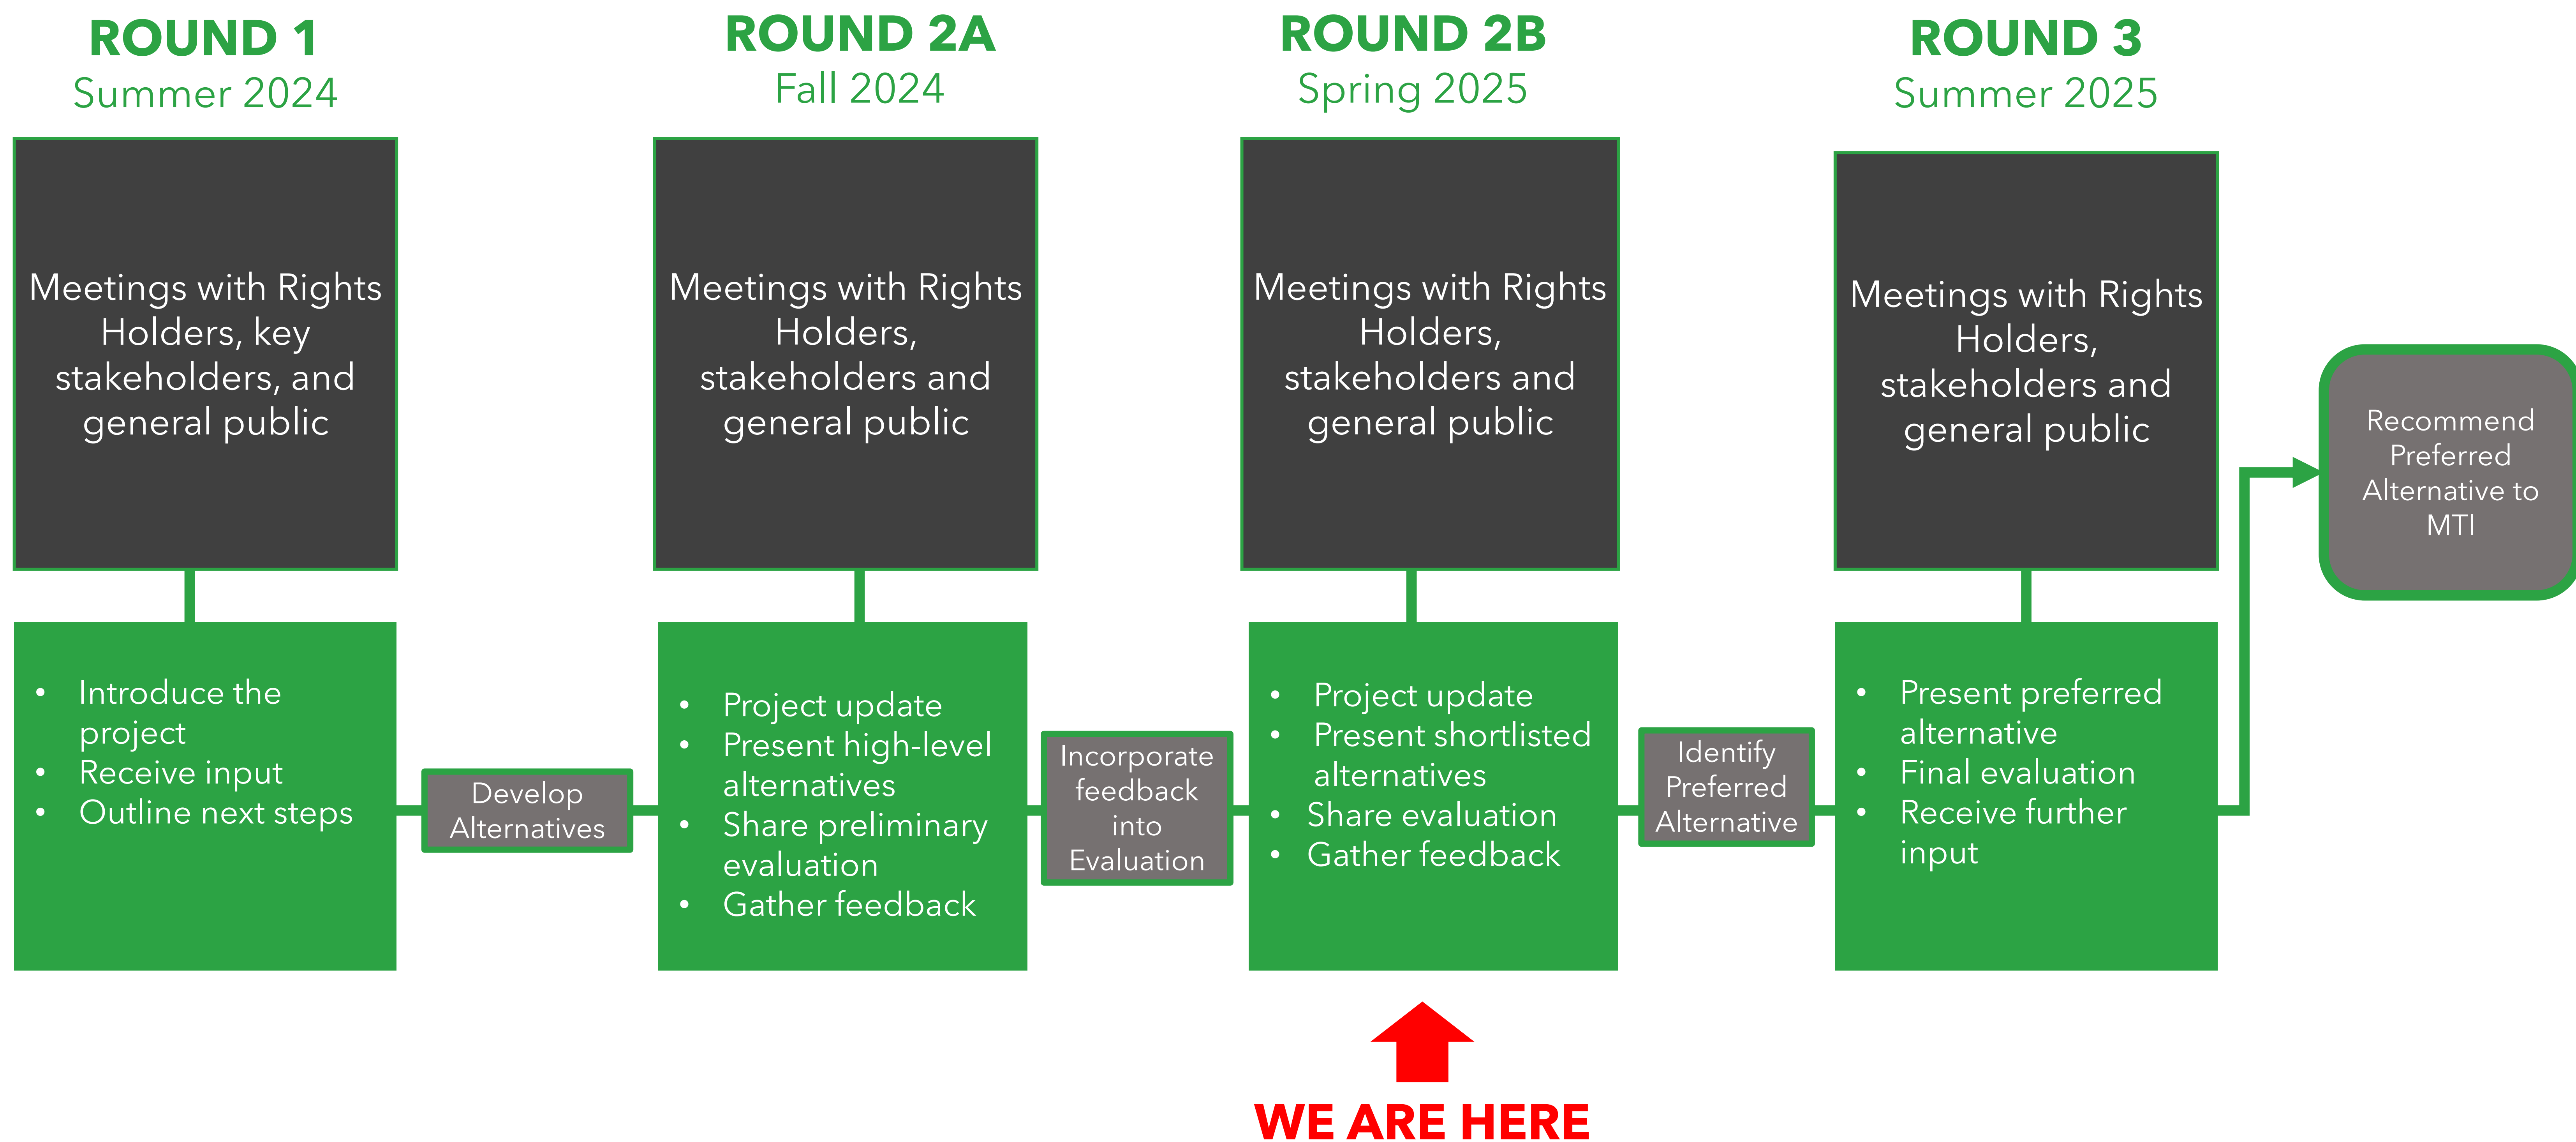 ROUND 1
Summer 2024
Meetings with Rights
Holders, key
stakeholders, and
general public
• Introduce the
project
• Receive input
• Outline next steps
Develop
Alternatives
ROUND 2A
Fall 2024
Meetings with Rights
Holders,
stakeholders and
general public
• Project update
• Present high-level
alternatives
• Share preliminary
evaluation
• Gather feedback
Incorporate
feedback
into
Evaluation
ROUND 2B
Spring 2025
Meetings with Rights
Holders,
stakeholders and
general public
• Project update
• Present shortlisted
alternatives
• Share evaluation
• Gather feedback
WE ARE HERE
Identify
Preferred
Alternative
ROUND 3
Summer 2025
Meetings with Rights
Holders,
stakeholders and
general public
• Present preferred
alternative
• Final evaluation
• Receive further
input
Recommend
Preferred
Alternative to
MTI